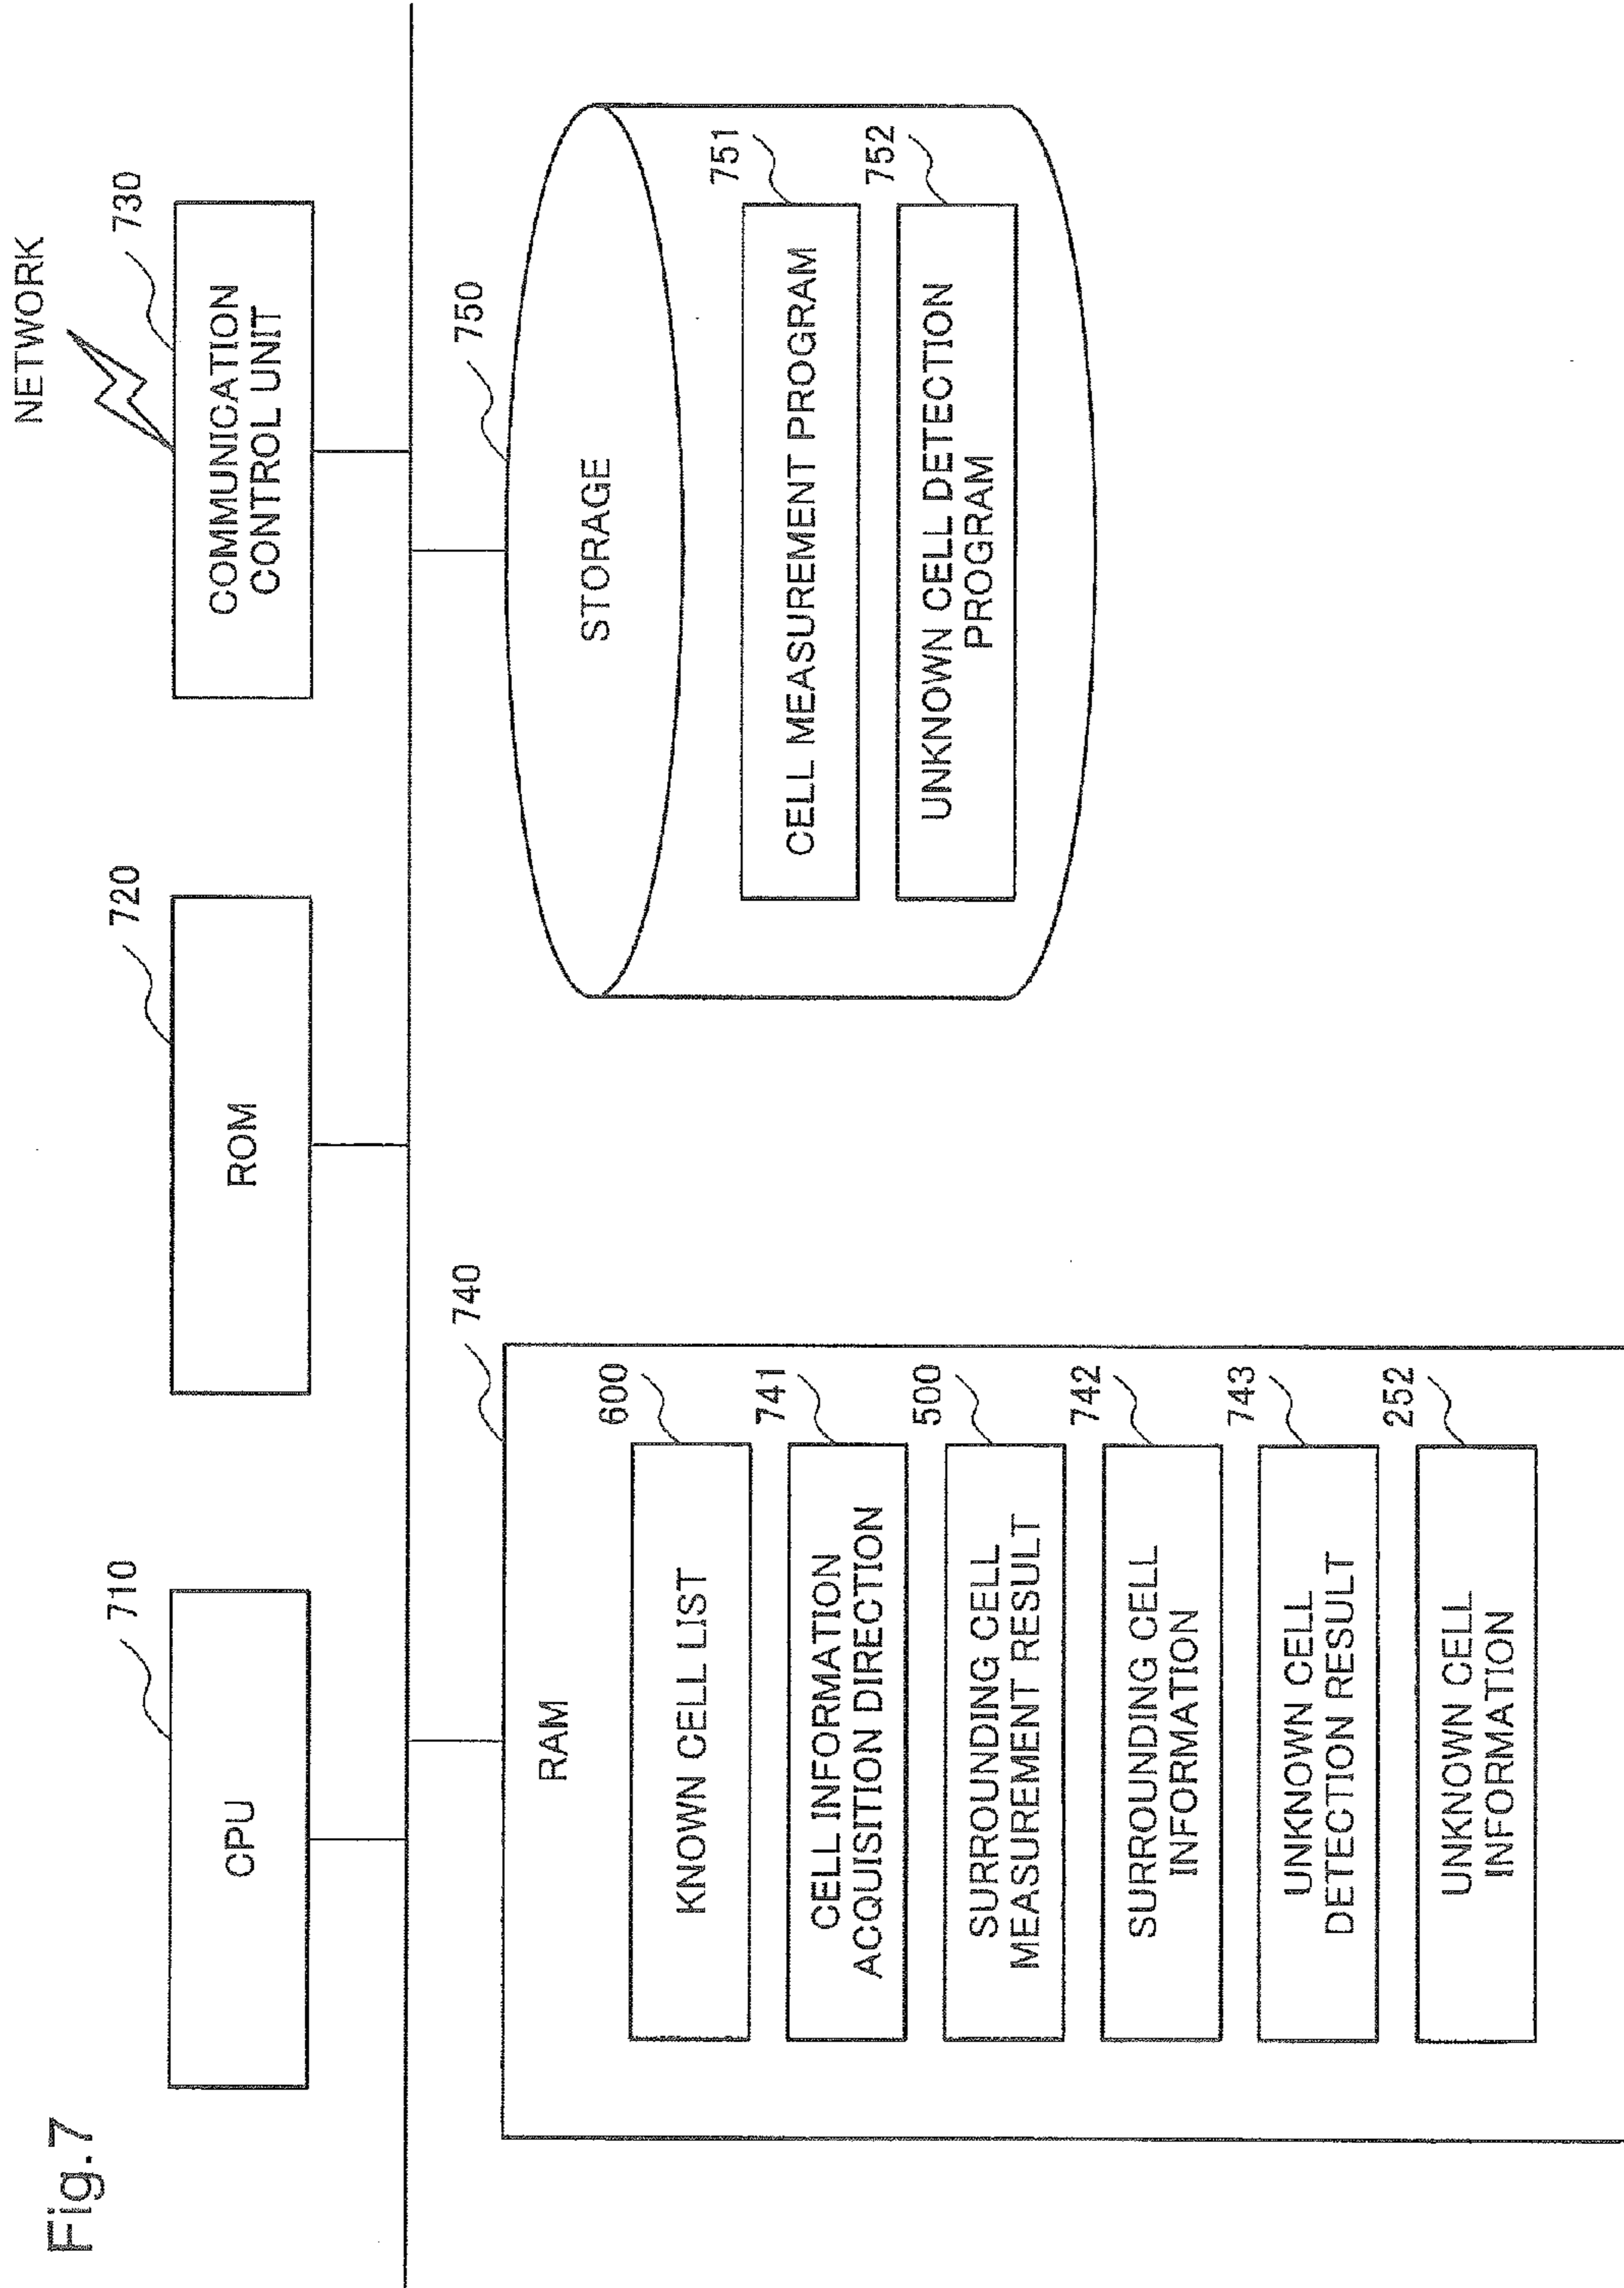 Fig.7
NETWORK
710
720
730
CPU
ROM
COMMUNICATION
CONTROL UNIT
740
RAM
600
KNOWN CELL LIST
741
CELL INFORMATION
ACQUISITION DIRECTION
500
SURROUNDING CELL
MEASUREMENT RESULT
742
SURROUNDING CELL
INFORMATION
743
UNKNOWN CELL
DETECTION RESULT
252
UNKNOWN CELL
INFORMATION
750
STORAGE
751
CELL MEASUREMENT PROGRAM
752
UNKNOWN CELL DETECTION
PROGRAM